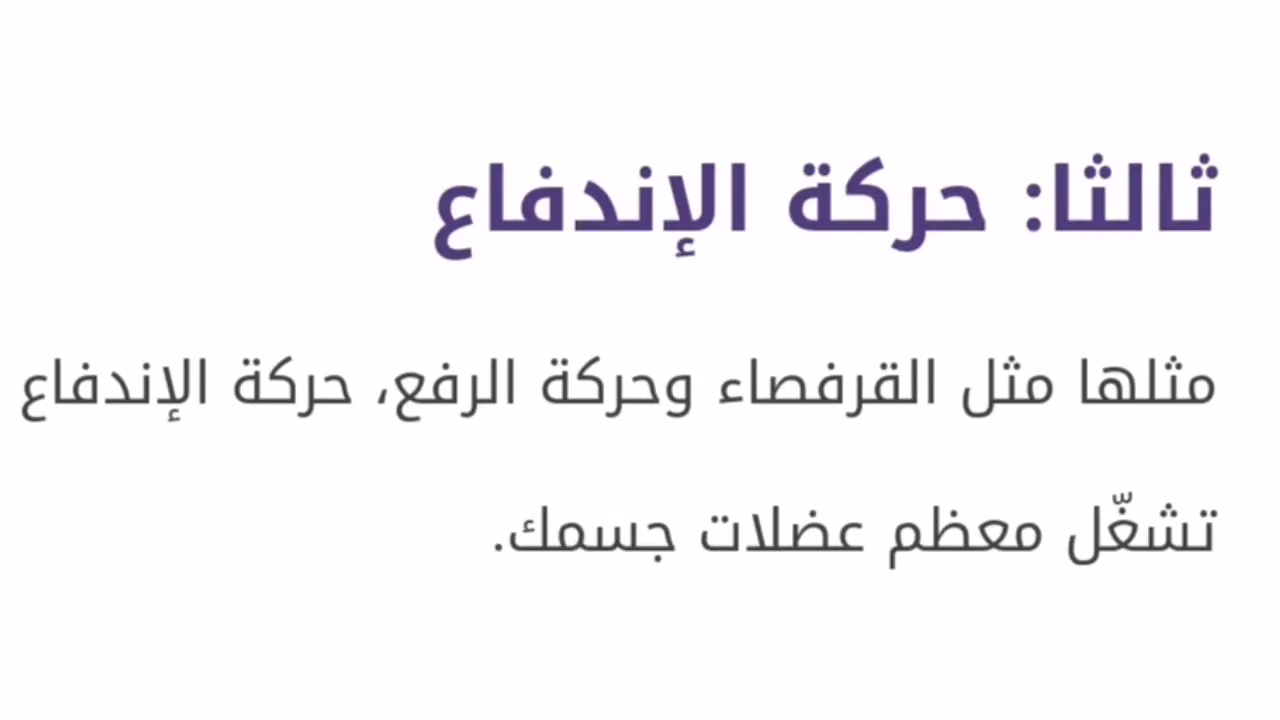 ثالثا: حركة الإندفاع
مثلها مثل القرفصاء وحركة الرفع، حركة الإندفاع
تشغّل معظم عضلات جسمك.